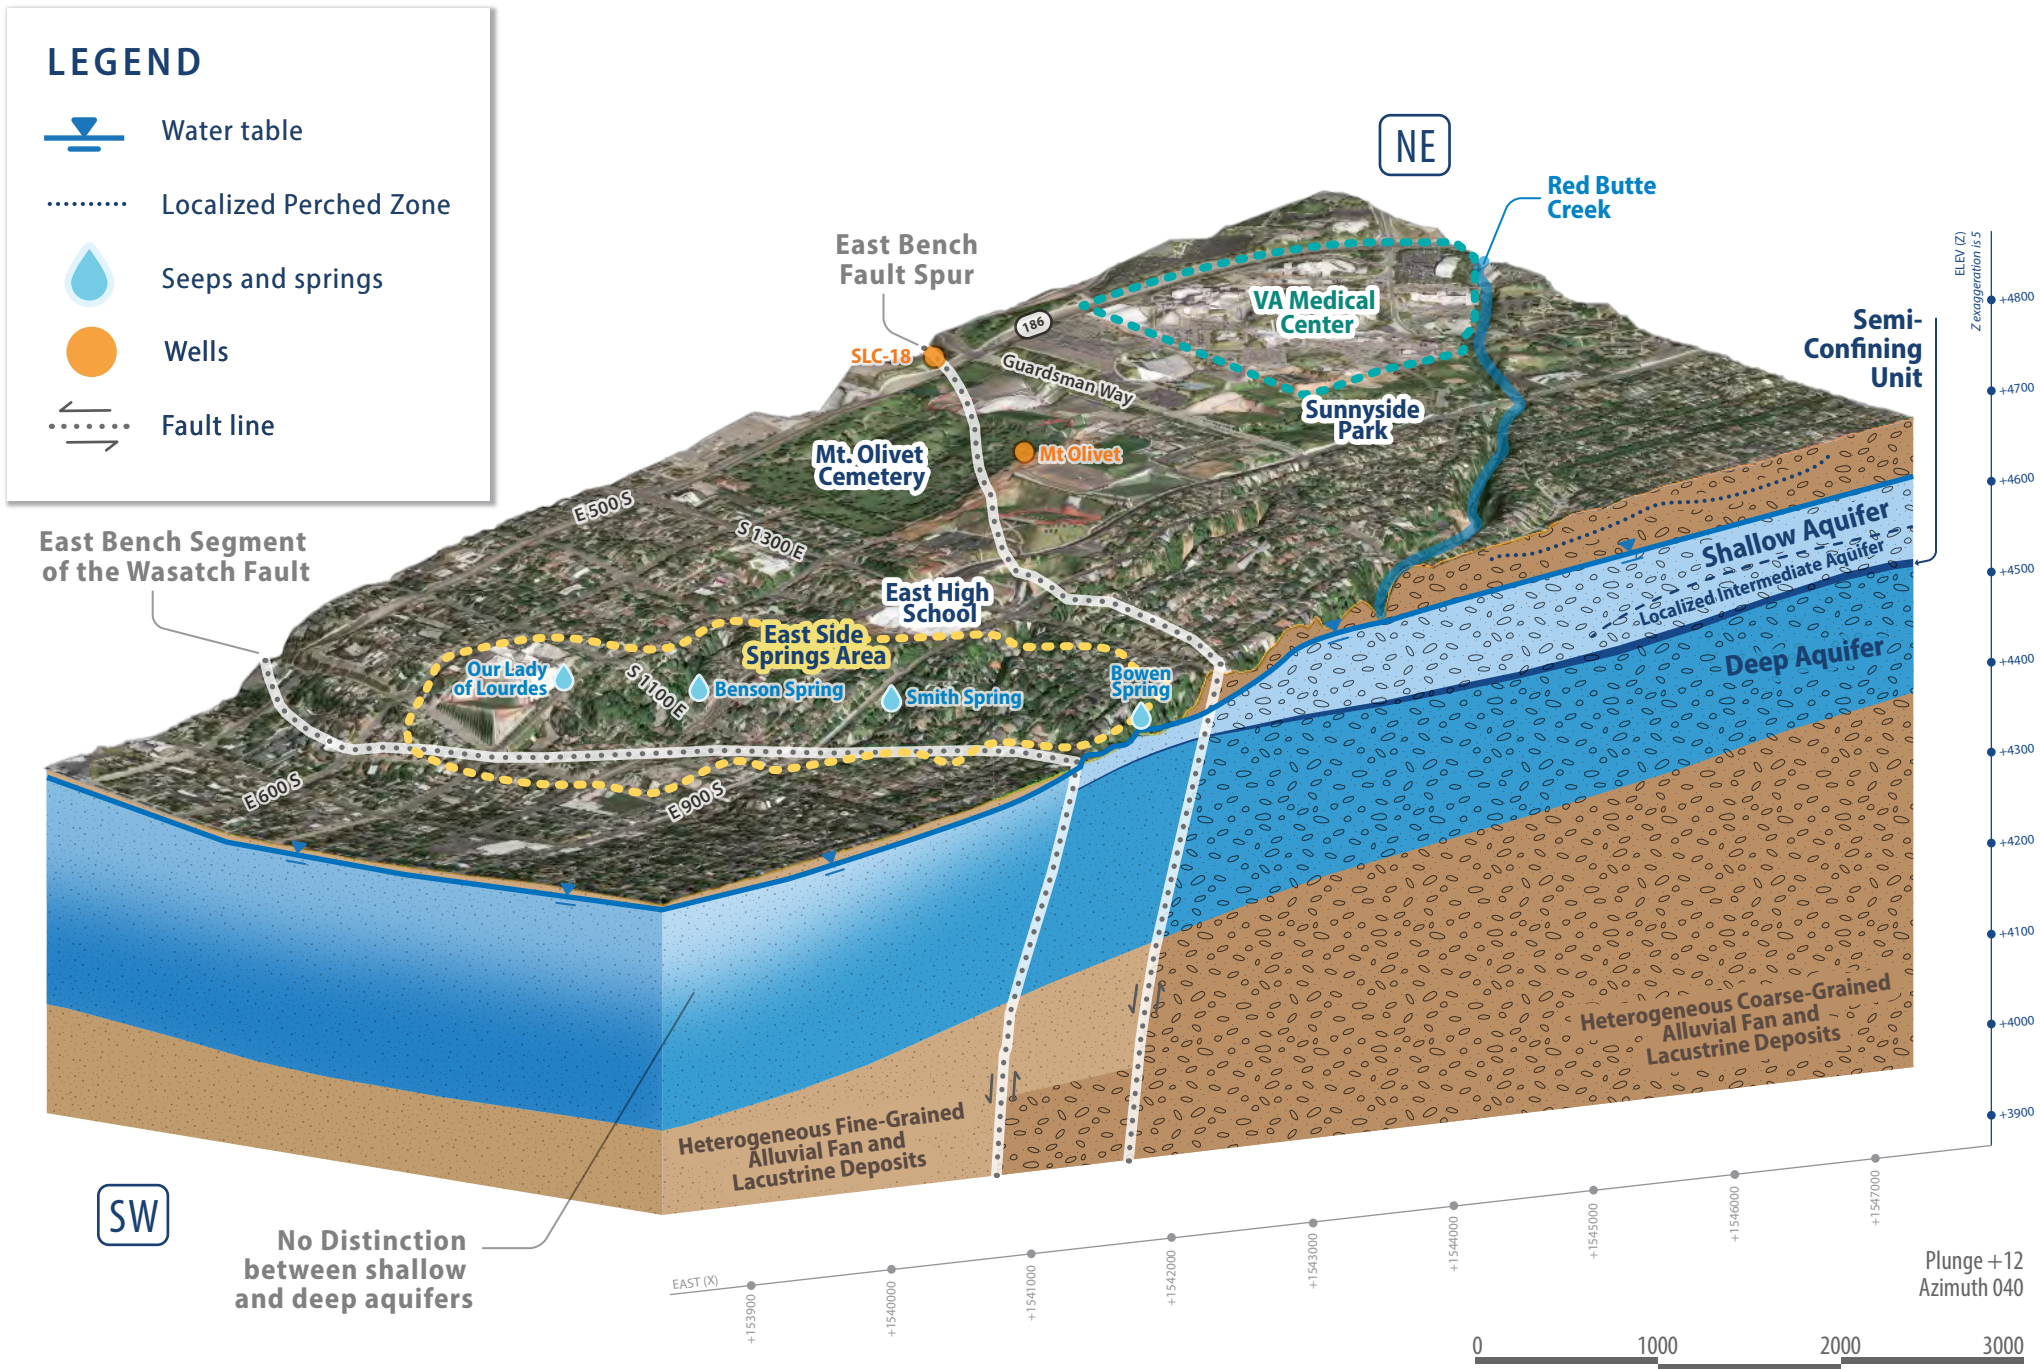 LEGEND
Water table
Localized Perched Zone
Seeps and springs
Wells
Fault line
NE
Red Butte
Creek
East Bench
Fault Spur
SLC-18
186
Guardsman Way
VA Medical
Center
Sunnyside
Park
Mt. Olivet
Cemetery
Mt Olivet
E 500 S
S 1300 E
East Bench Segment
of the Wasatch Fault
East High
School
East Side
Springs Area
Our Lady
of Lourdes
S 1100 E
Benson Spring
Smith Spring
Bowen
Spring
E 600 S
E 900 S
Semi-
Confining
Unit
Shallow Aquifer
Localized Intermediate Aquifer
Deep Aquifer
ELEV (Z)
Z exaggeration is 5
+4800
+4700
+4600
+4500
+4400
+4300
+4200
+4100
+4000
+3900
Heterogeneous Coarse-Grained
Alluvial Fan and
Lacustrine Deposits
Heterogeneous Fine-Grained
Alluvial Fan and
Lacustrine Deposits
SW
No Distinction
between shallow
and deep aquifers
EAST (X)
+153900
+1540000
+1541000
+1542000
+1543000
+1544000
+1545000
+1546000
+1547000
Plunge +12
Azimuth 040
0 1000 2000 3000